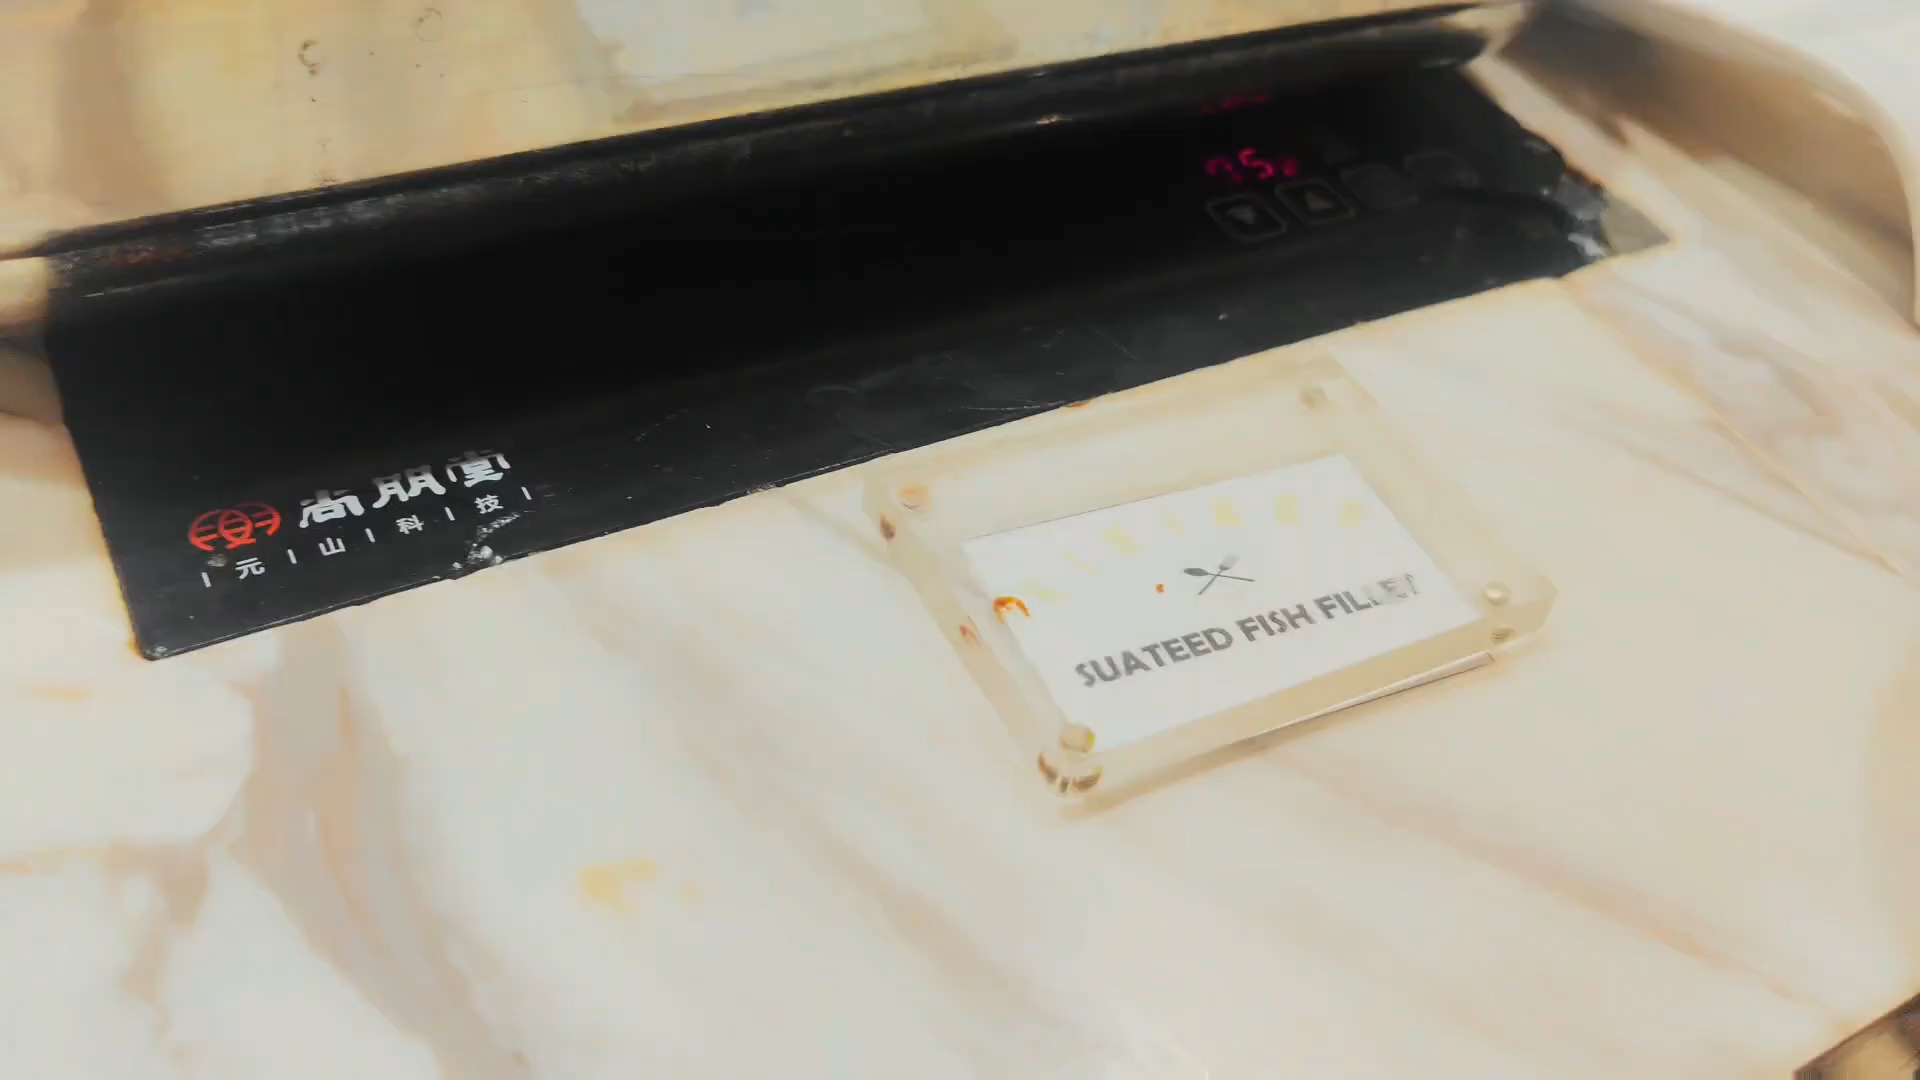 尚朋堂
元 | 山 | 科 | 技
SUATEED FISH FILLET